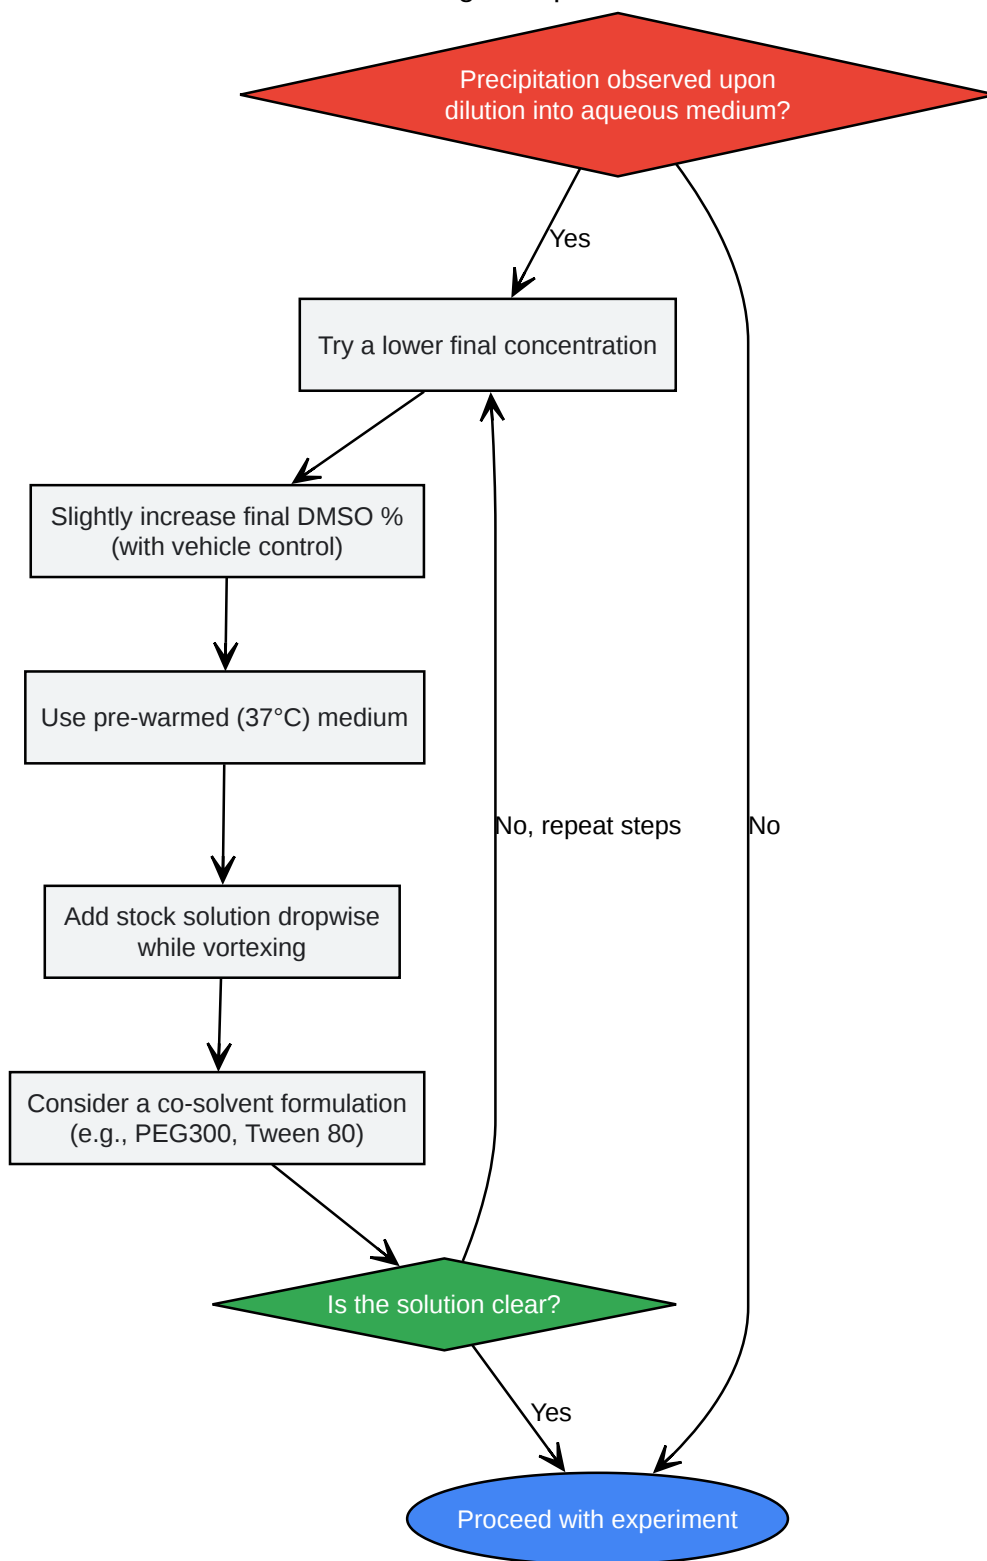 Precipitation observed upon
dilution into aqueous medium?
Yes
Try a lower final concentration
Slightly increase final DMSO %
(with vehicle control)
Use pre-warmed (37°C) medium
No, repeat steps
No
Add stock solution dropwise
while vortexing
Consider a co-solvent formulation
(e.g., PEG300, Tween 80)
Is the solution clear?
Yes
Proceed with experiment